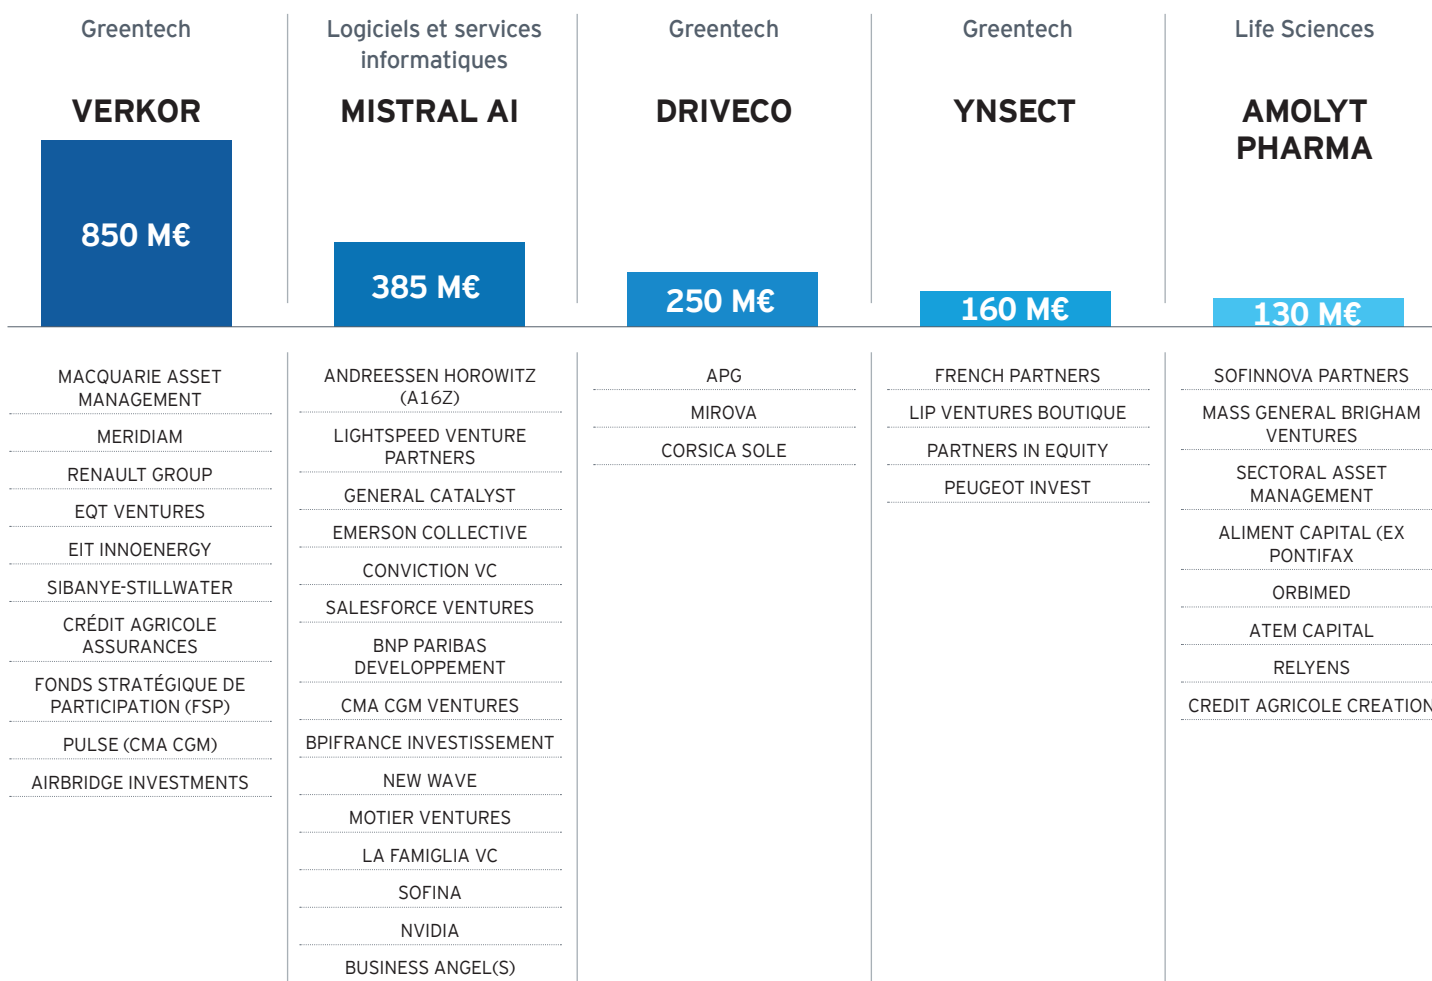 Greentech
VERKOR
850 M€
MACQUARIE ASSET
MANAGEMENT
MERIDIAM
RENAULT GROUP
EQT VENTURES
EIT INNOENERGY
SIBANYE-STILLWATER
CRÉDIT AGRICOLE
ASSURANCES
FONDS STRATÉGIQUE DE
PARTICIPATION (FSP)
PULSE (CMA CGM)
AIRBRIDGE INVESTMENTS
Logiciels et services
informatiques
MISTRAL AI
385 M€
ANDREESSEN HOROWITZ
(A16Z)
LIGHTSPEED VENTURE
PARTNERS
GENERAL CATALYST
EMERSON COLLECTIVE
CONVICTION VC
SALESFORCE VENTURES
BNP PARIBAS
DEVELOPPEMENT
CMA CGM VENTURES
BPIFRANCE INVESTISSEMENT
NEW WAVE
MOTIER VENTURES
LA FAMIGLIA VC
SOFINA
NVIDIA
BUSINESS ANGEL(S)
Greentech
DRIVECO
250 M€
APG
MIROVA
CORSICA SOLE
Greentech
YNSECT
160 M€
FRENCH PARTNERS
LIP VENTURES BOUTIQUE
PARTNERS IN EQUITY
PEUGEOT INVEST
Life Sciences
AMOLYT
PHARMA
130 M€
SOFINNOVA PARTNERS
MASS GENERAL BRIGHAM
VENTURES
SECTORAL ASSET
MANAGEMENT
ALIMENT CAPITAL (EX
PONTIFAX
ORBIMED
ATEM CAPITAL
RELYENS
CREDIT AGRICOLE CREATION